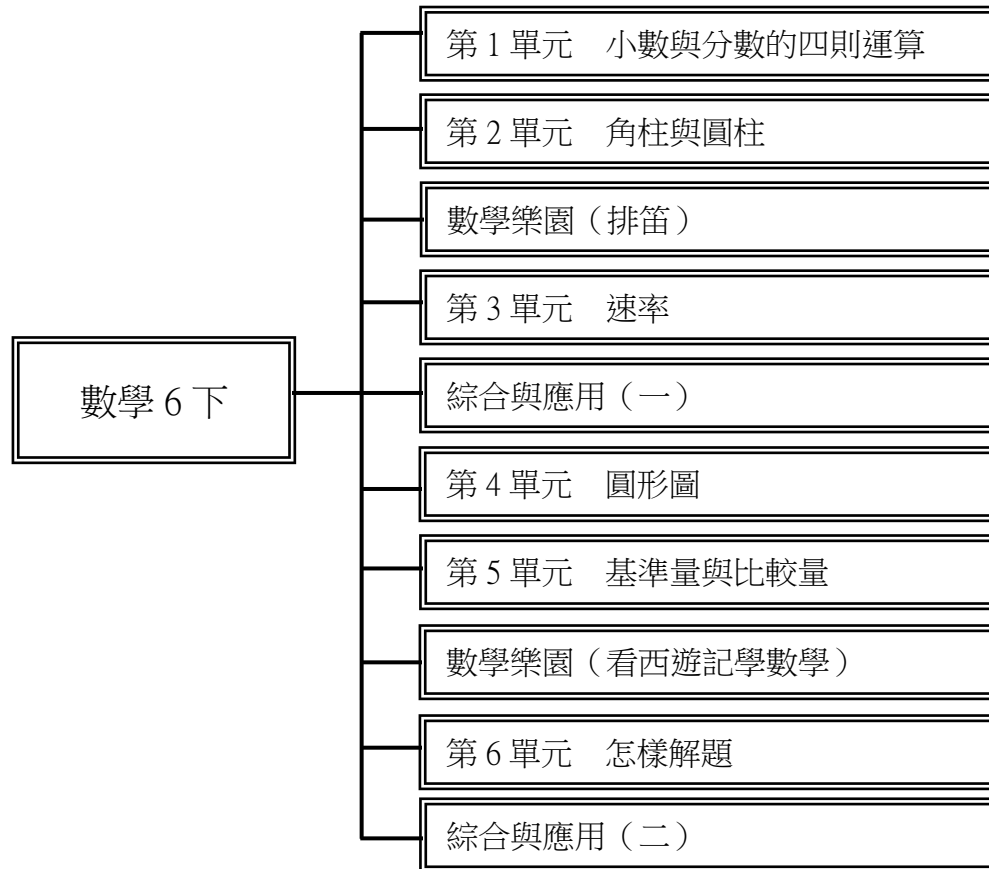 數學 6 下
第 1 單元　小數與分數的四則運算
第 2 單元　角柱與圓柱
數學樂園（排笛）
第 3 單元　速率
綜合與應用（一）
第 4 單元　圓形圖
第 5 單元　基準量與比較量
數學樂園（看西遊記學數學）
第 6 單元　怎樣解題
綜合與應用（二）